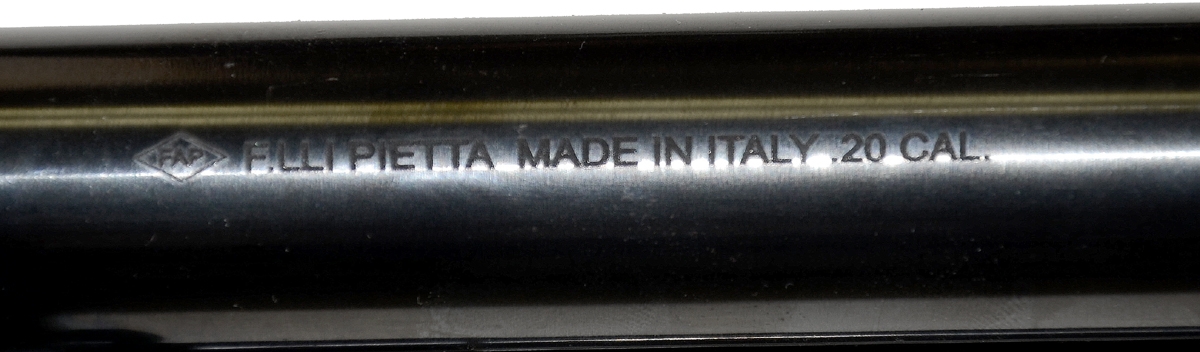 FAP F.LLI PIETTA MADE IN ITALY .20 CAL.